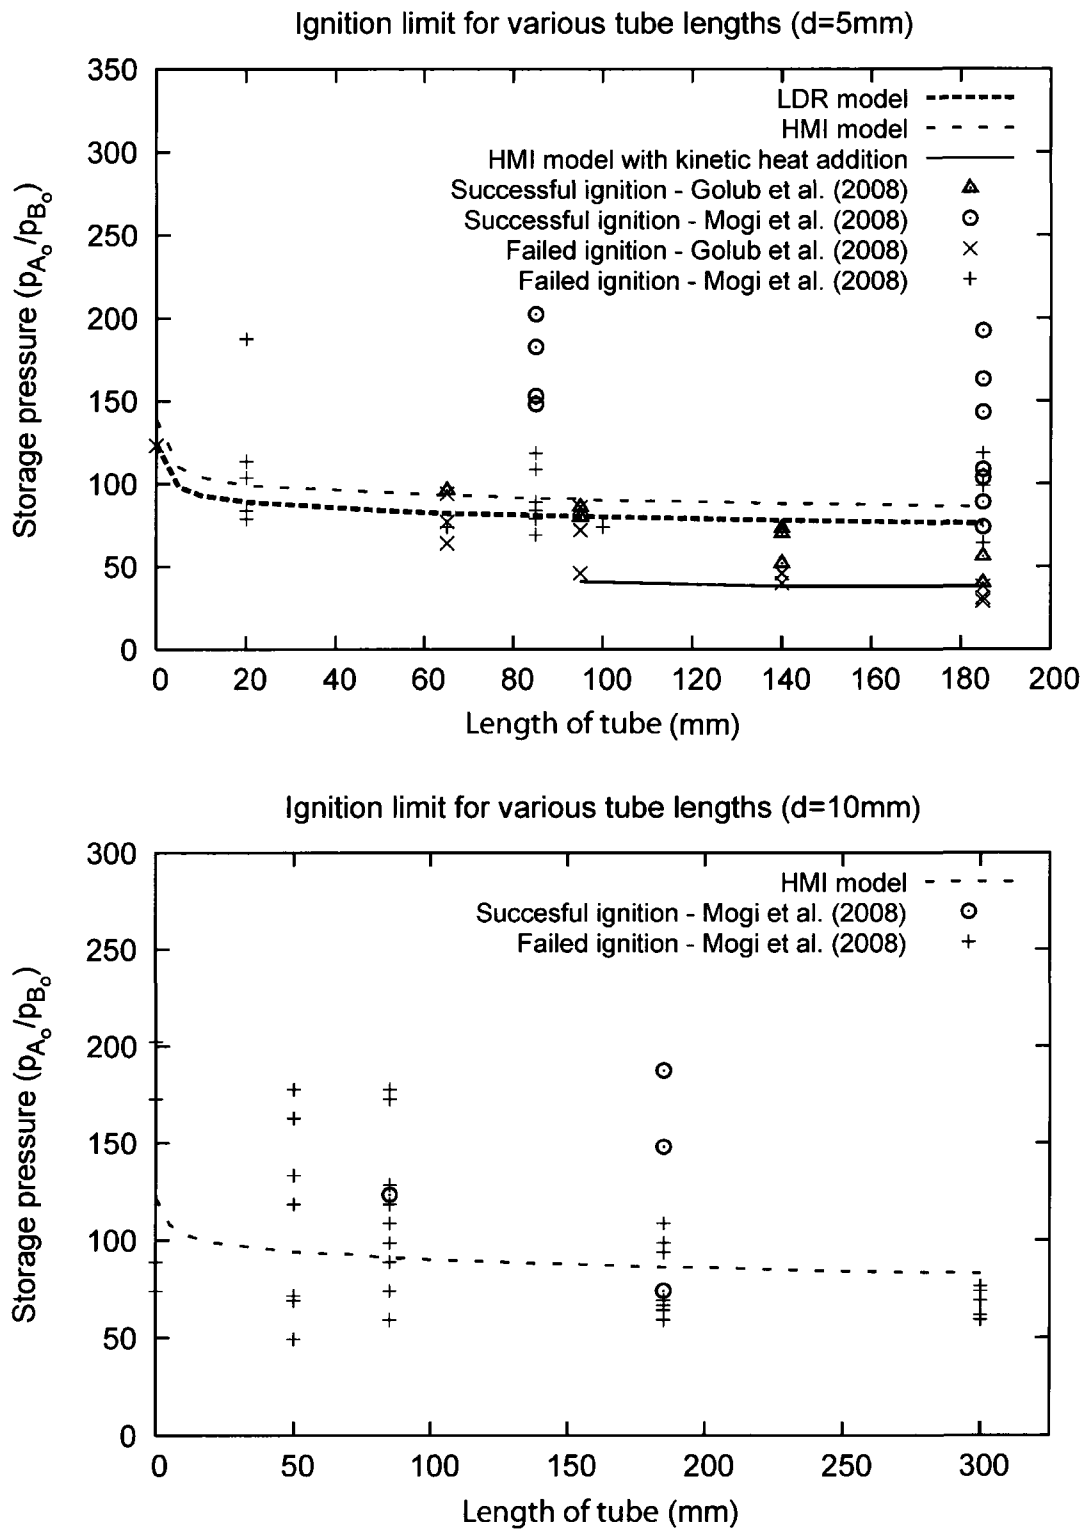 Ignition limit for various tube lengths (d=5mm)
350
300
250
200
150
100
50
0
Storage pressure (pAo/pBo)
LDR model
HMI model
HMI model with kinetic heat addition
Successful ignition - Golub et al. (2008)
Successful ignition - Mogi et al. (2008)
Failed ignition - Golub et al. (2008)
Failed ignition - Mogi et al. (2008)
0 20 40 60 80 100 120 140 160 180 200
Length of tube (mm)
Ignition limit for various tube lengths (d=10mm)
300
250
200
150
100
50
0
Storage pressure (pAo/pBo)
HMI model
Succesful ignition - Mogi et al. (2008)
Failed ignition - Mogi et al. (2008)
0 50 100 150 200 250 300
Length of tube (mm)